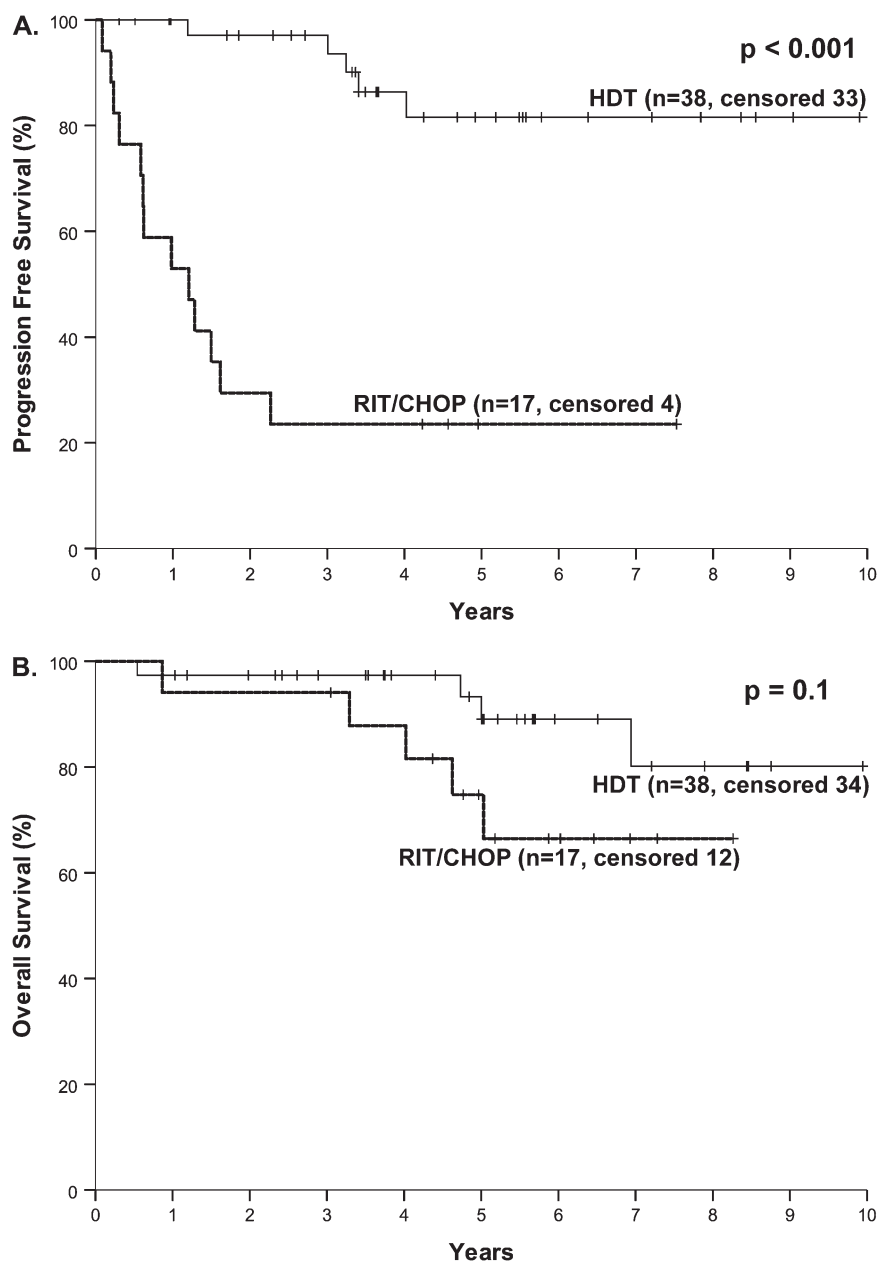 A.
p < 0.001
HDT (n=38, censored 33)
RIT/CHOP (n=17, censored 4)
Progression Free Survival (%)
100
80
60
40
20
0
0 1 2 3 4 5 6 7 8 9 10
Years
B.
p = 0.1
HDT (n=38, censored 34)
RIT/CHOP (n=17, censored 12)
Overall Survival (%)
100
80
60
40
20
0
0 1 2 3 4 5 6 7 8 9 10
Years